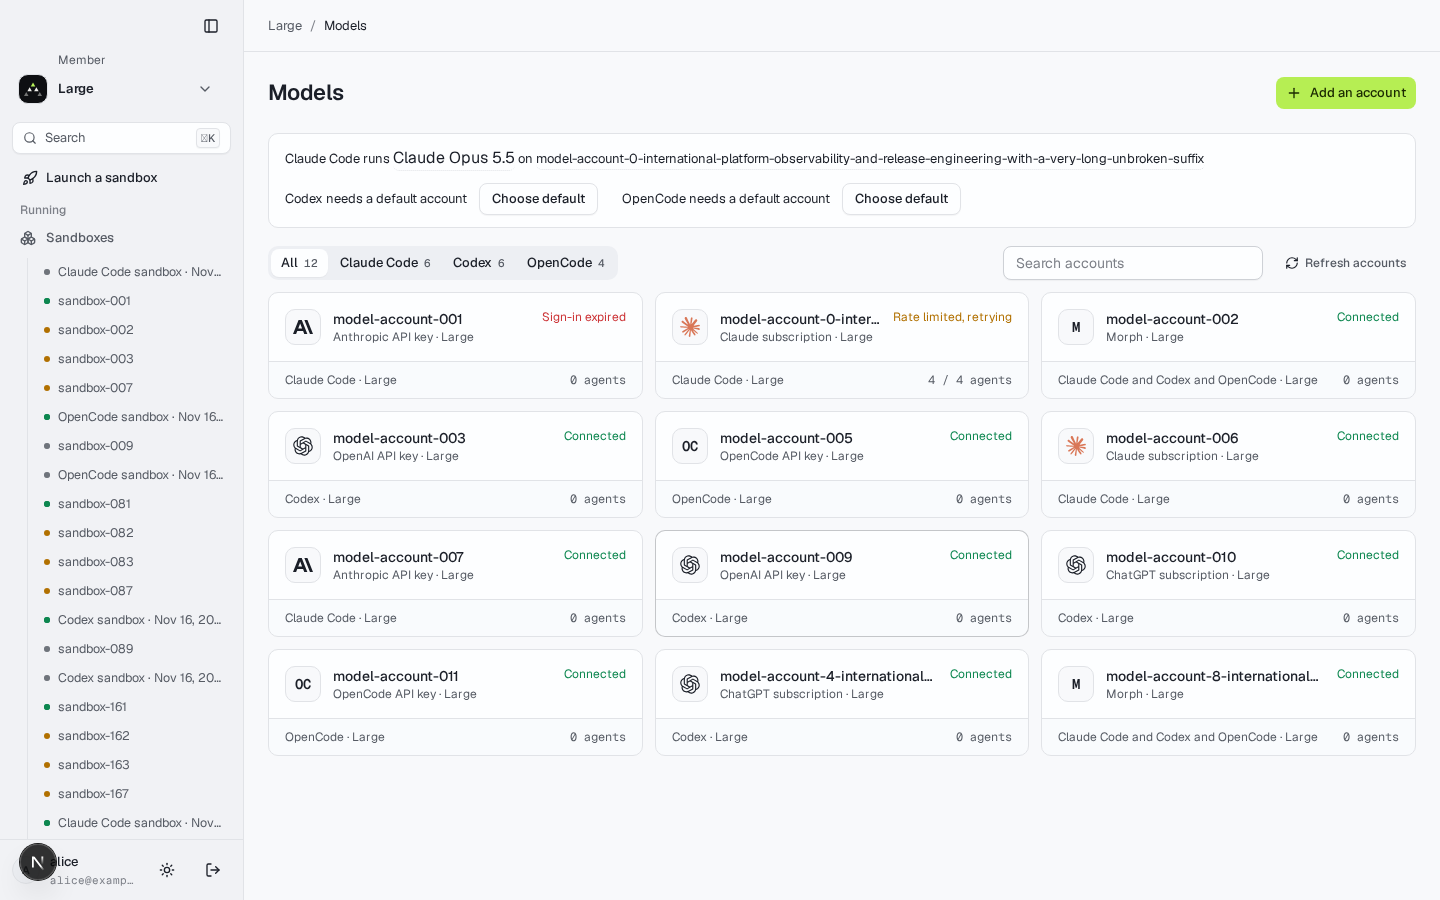 Large / Models
Member
Large
Search
K
Launch a sandbox
Running
Sandboxes
Claude Code sandbox · Nov...
sandbox-001
sandbox-002
sandbox-003
sandbox-007
OpenCode sandbox · Nov 16...
sandbox-009
OpenCode sandbox · Nov 16...
sandbox-081
sandbox-082
sandbox-083
sandbox-087
Codex sandbox · Nov 16, 20...
sandbox-089
Codex sandbox · Nov 16, 20...
sandbox-161
sandbox-162
sandbox-163
sandbox-167
Claude Code sandbox · Nov...
N
alice
alice@examp…
Models
Add an account
Claude Code runs Claude Opus 5.5 on model-account-0-international-platform-observability-and-release-engineering-with-a-very-long-unbroken-suffix
Codex needs a default account Choose default OpenCode needs a default account Choose default
All 12 Claude Code 6 Codex 6 OpenCode 4
Search accounts
Refresh accounts
model-account-001 Sign-in expired
Anthropic API key · Large
Claude Code · Large 0 agents
model-account-0-inter... Rate limited, retrying
Claude subscription · Large
Claude Code · Large 4 / 4 agents
M
model-account-002 Connected
Morph · Large
Claude Code and Codex and OpenCode · Large 0 agents
model-account-003 Connected
OpenAI API key · Large
Codex · Large 0 agents
OC
model-account-005 Connected
OpenCode API key · Large
OpenCode · Large 0 agents
model-account-006 Connected
Claude subscription · Large
Claude Code · Large 0 agents
model-account-007 Connected
Anthropic API key · Large
Claude Code · Large 0 agents
model-account-009 Connected
OpenAI API key · Large
Codex · Large 0 agents
model-account-010 Connected
ChatGPT subscription · Large
Codex · Large 0 agents
OC
model-account-011 Connected
OpenCode API key · Large
OpenCode · Large 0 agents
model-account-4-international... Connected
ChatGPT subscription · Large
Codex · Large 0 agents
M
model-account-8-international... Connected
Morph · Large
Claude Code and Codex and OpenCode · Large 0 agents